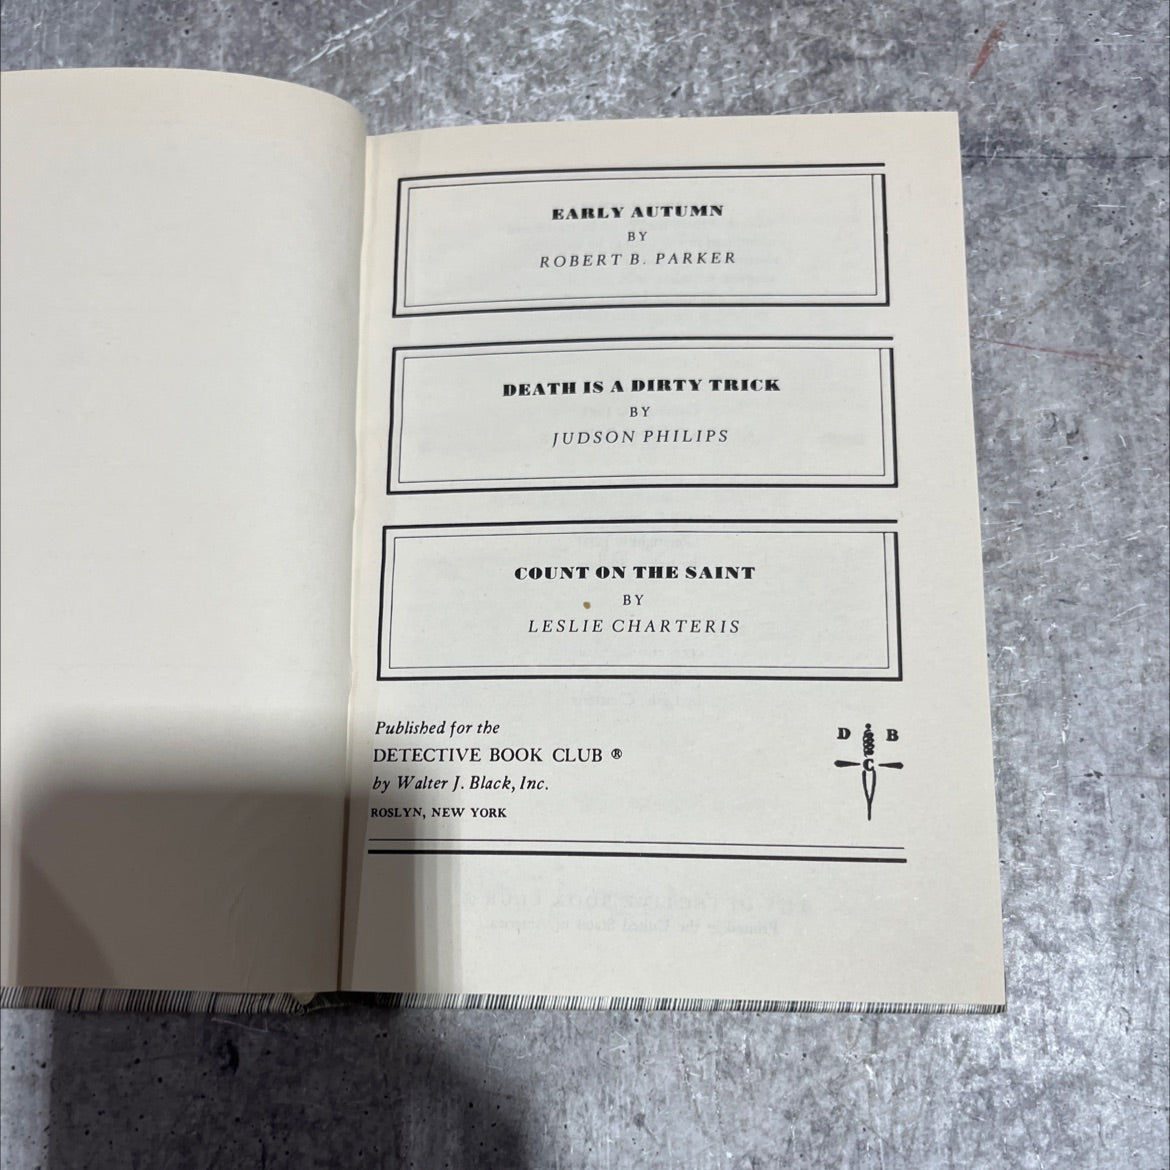 EARLY AUTUMN
BY
ROBERT B. PARKER
DEATH IS A DIRTY TRICK
BY
JUDSON PHILIPS
COUNT ON THE SAINT
BY
LESLIE CHARTERIS
Published for the
DETECTIVE BOOK CLUB ®
by Walter J. Black, Inc.
ROSLYN, NEW YORK
D B
C